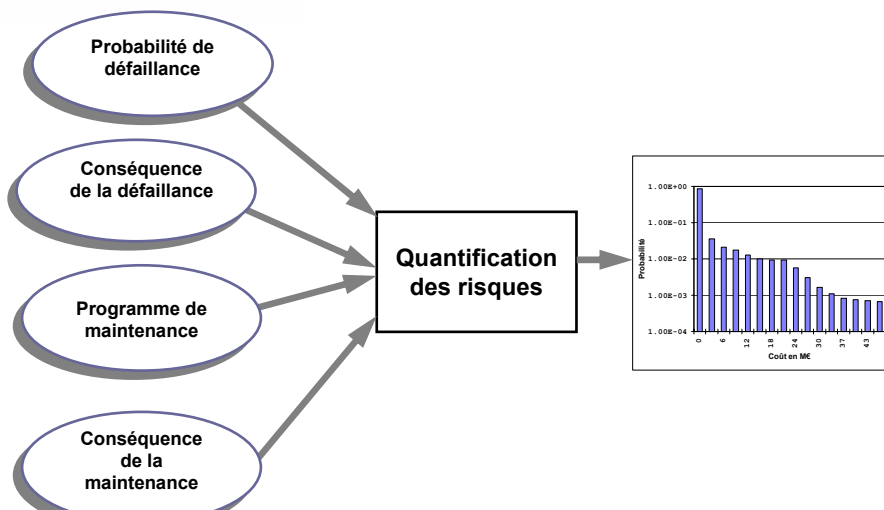 Probabilité de
défaillance
Conséquence
de la défaillance
Programme de
maintenance
Conséquence
de la
maintenance
Quantification
des risques
Probabilité
1.00E+00
1.00E-01
1.00E-02
1.00E-03
1.00E-04
0
6
12
18
24
30
37
43
Coût en M€